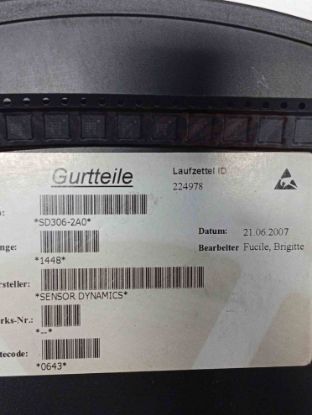 Gurtteile
Laufzettel ID
224978
*SD306-2A0*
Datum: 21.06.2007
nge:
Bearbeiter Fucile, Brigitte
*1448*
rsteller:
*SENSOR DYNAMICS*
rks-Nr.:
*--*
tecode:
*0643*